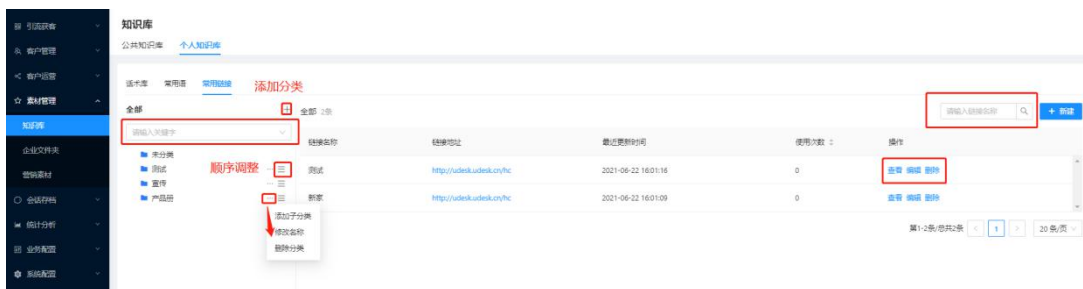 引流获客
客户管理
客户运营
素材管理
知识库
企业文件夹
营销素材
会话存档
统计分析
业务配置
系统配置
知识库
公共知识库 个人知识库
话术库 常用语 常用链接
添加分类
全部
请输入关键字
未分类
测试
宣传
产品册
顺序调整
添加子分类
修改名称
删除分类
全部 2条
请输入链接名称
+ 新建
链接名称 链接地址 最近更新时间 使用次数 操作
测试 http://udesk.udesk.cn/hc 2021-06-22 16:01:16 0 查看 编辑 删除
新家 http://udesk.udesk.cn/hc 2021-06-22 16:01:09 0 查看 编辑 删除
第1-2条/总共2条 < 1 > 20 条/页